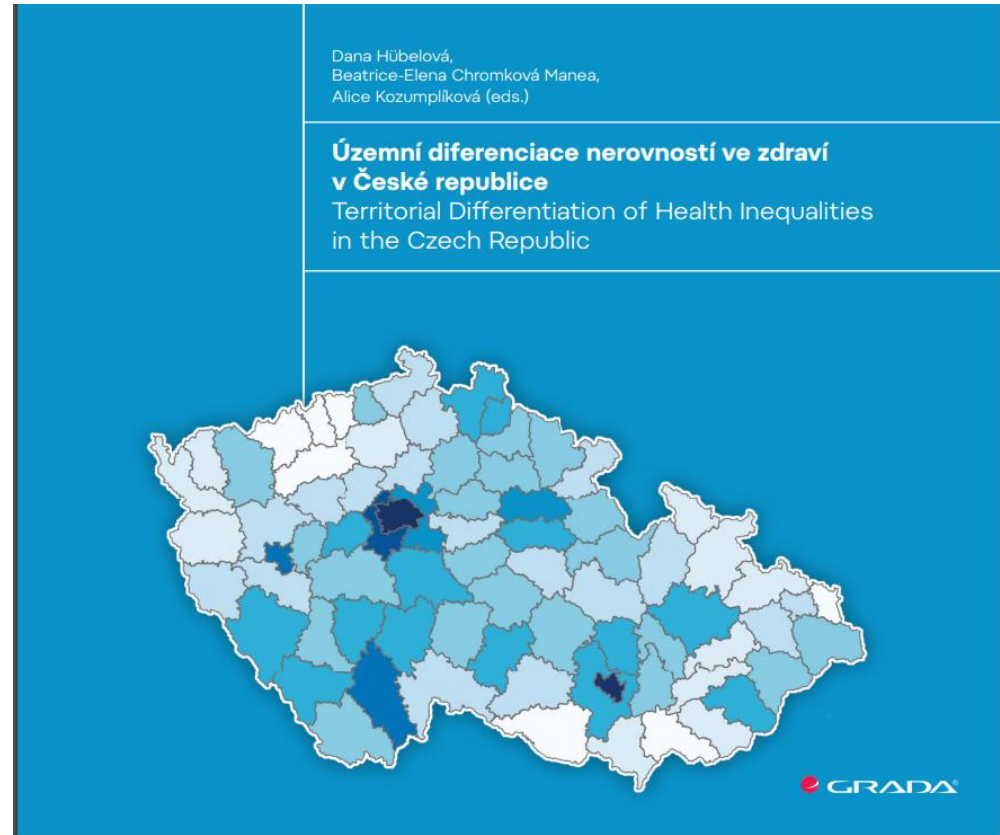 Dana Hübelová,
Beatrice-Elena Chromková Manea,
Alice Kozumplíková (eds.)
Územní diferenciace nerovností ve zdraví
v České republice
Territorial Differentiation of Health Inequalities
in the Czech Republic
GRADA®